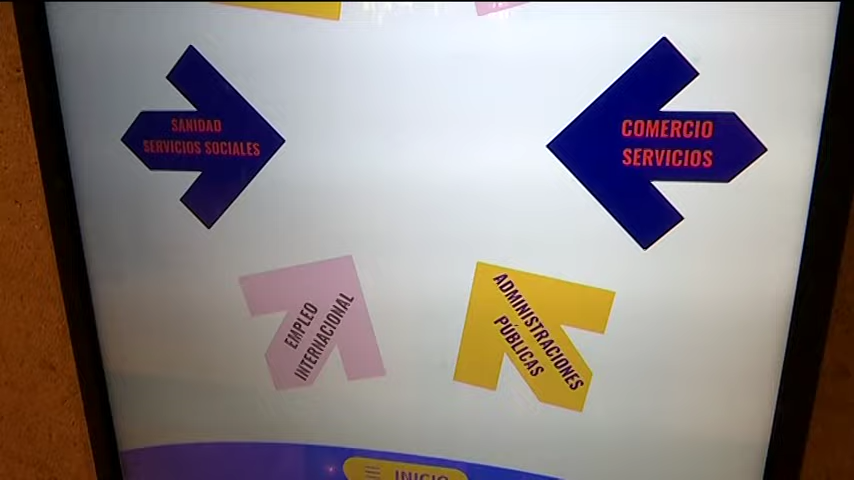 SANIDAD
SERVICIOS SOCIALES
COMERCIO
SERVICIOS
EMPLEO
INTERNACIONAL
ADMINISTRACIONES
PÚBLICAS
INICIO